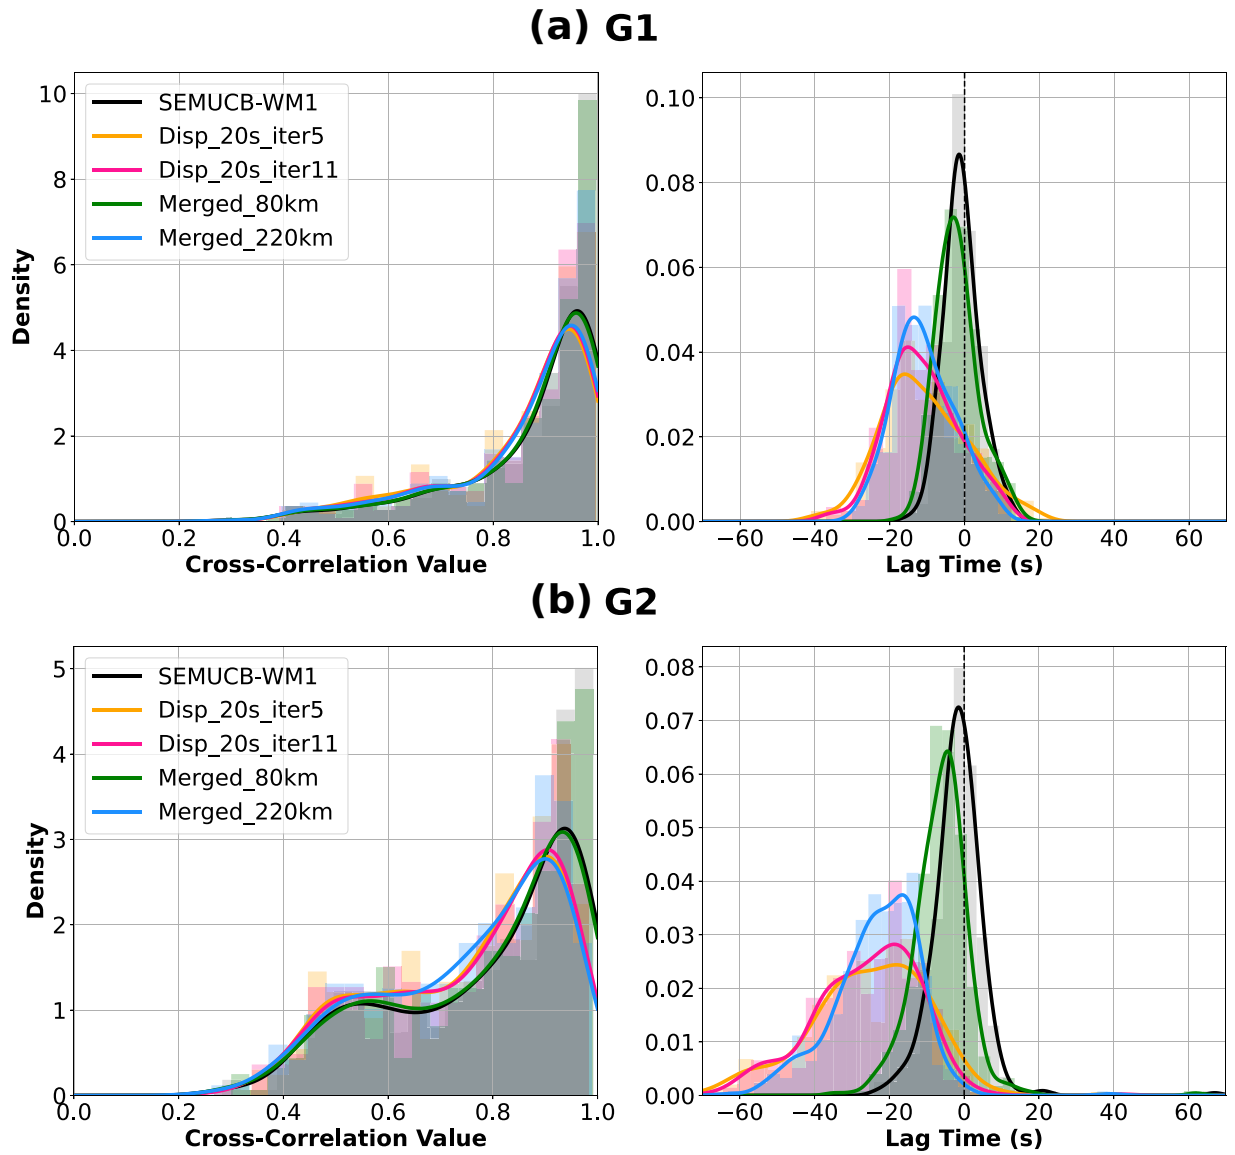 (a) G1
SEMUCB-WM1
Disp_20s_iter5
Disp_20s_iter11
Merged_80km
Merged_220km
Density
10
8
6
4
2
0
0.0 0.2 0.4 0.6 0.8 1.0
Cross-Correlation Value
0.10
0.08
0.06
0.04
0.02
0.00
−60 −40 −20 0 20 40 60
Lag Time (s)
(b) G2
SEMUCB-WM1
Disp_20s_iter5
Disp_20s_iter11
Merged_80km
Merged_220km
Density
5
4
3
2
1
0
0.0 0.2 0.4 0.6 0.8 1.0
Cross-Correlation Value
0.08
0.07
0.06
0.05
0.04
0.03
0.02
0.01
0.00
−60 −40 −20 0 20 40 60
Lag Time (s)